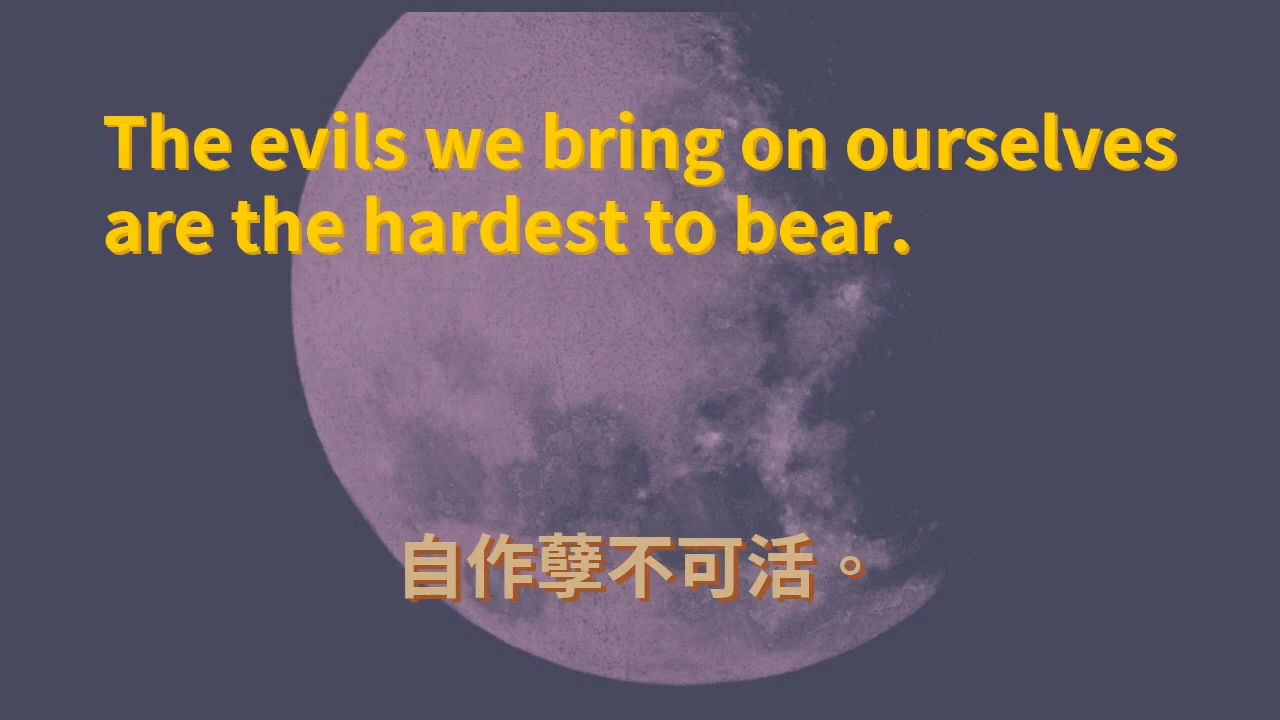 The evils we bring on ourselves
are the hardest to bear.
自作孽不可活。